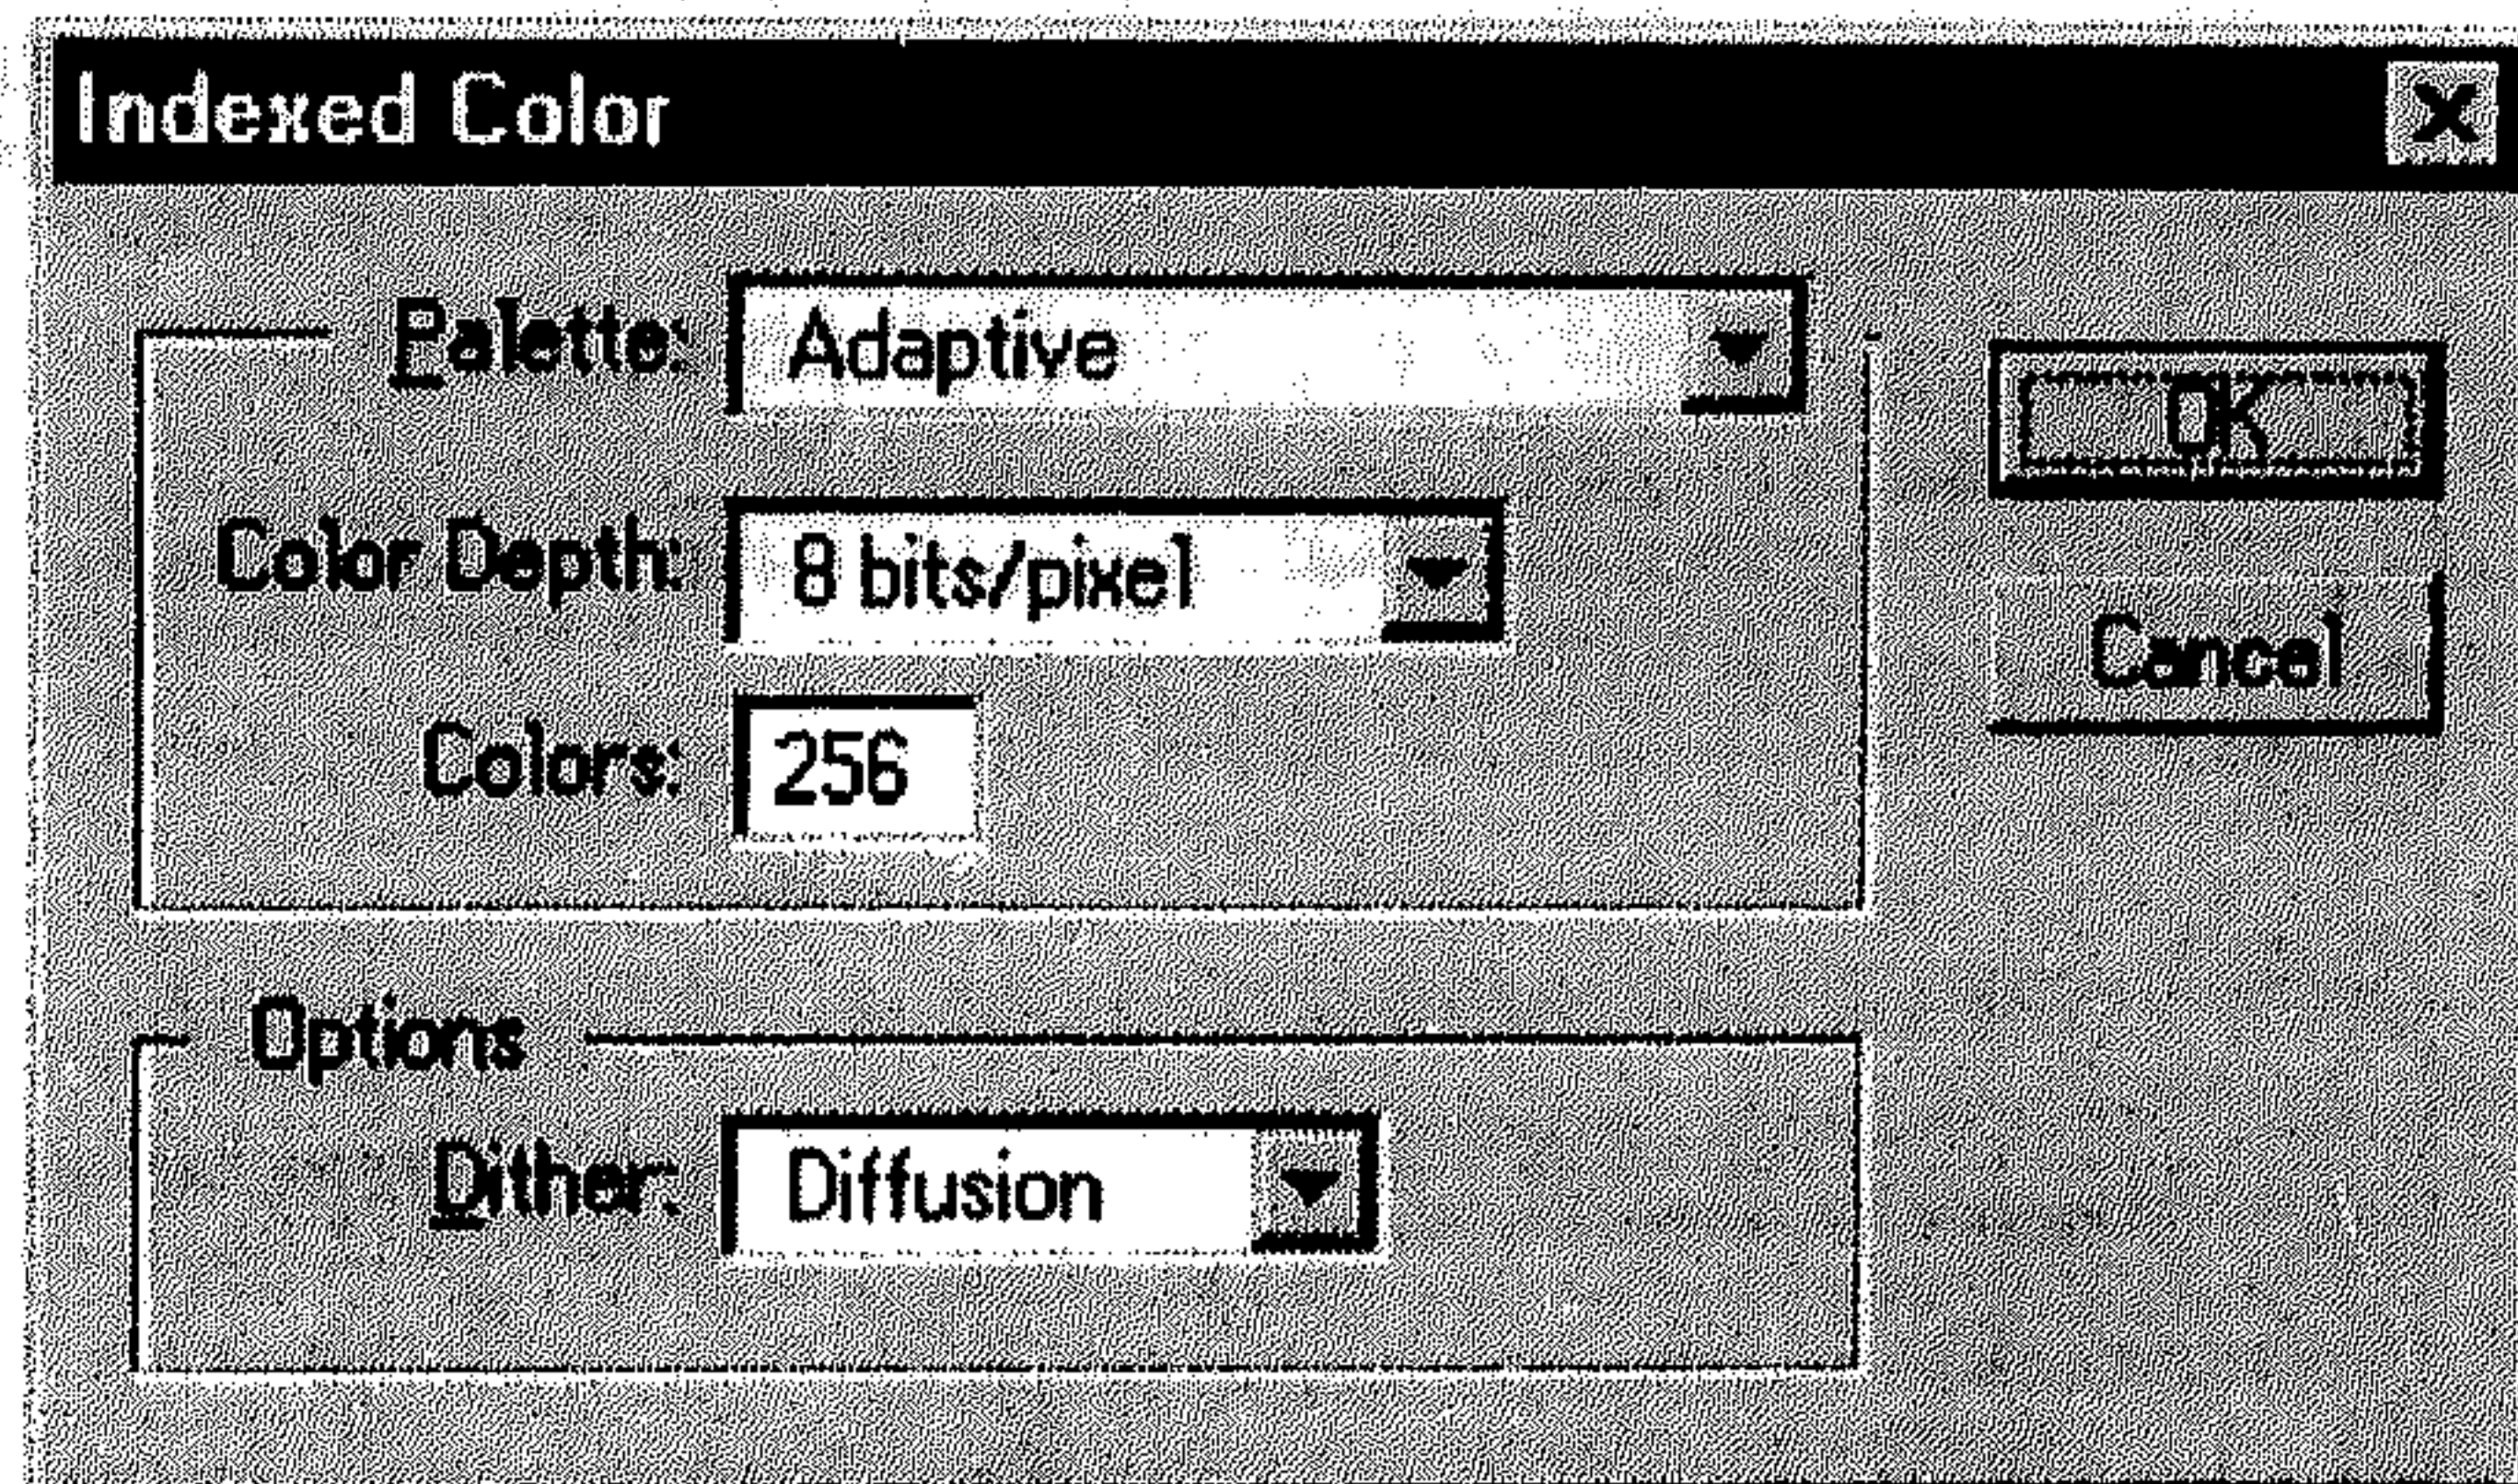 Indexed Color
Palette: Adaptive
OK
Color Depth: 8 bits/pixel
Cancel
Colors: 256
Options
Dither: Diffusion